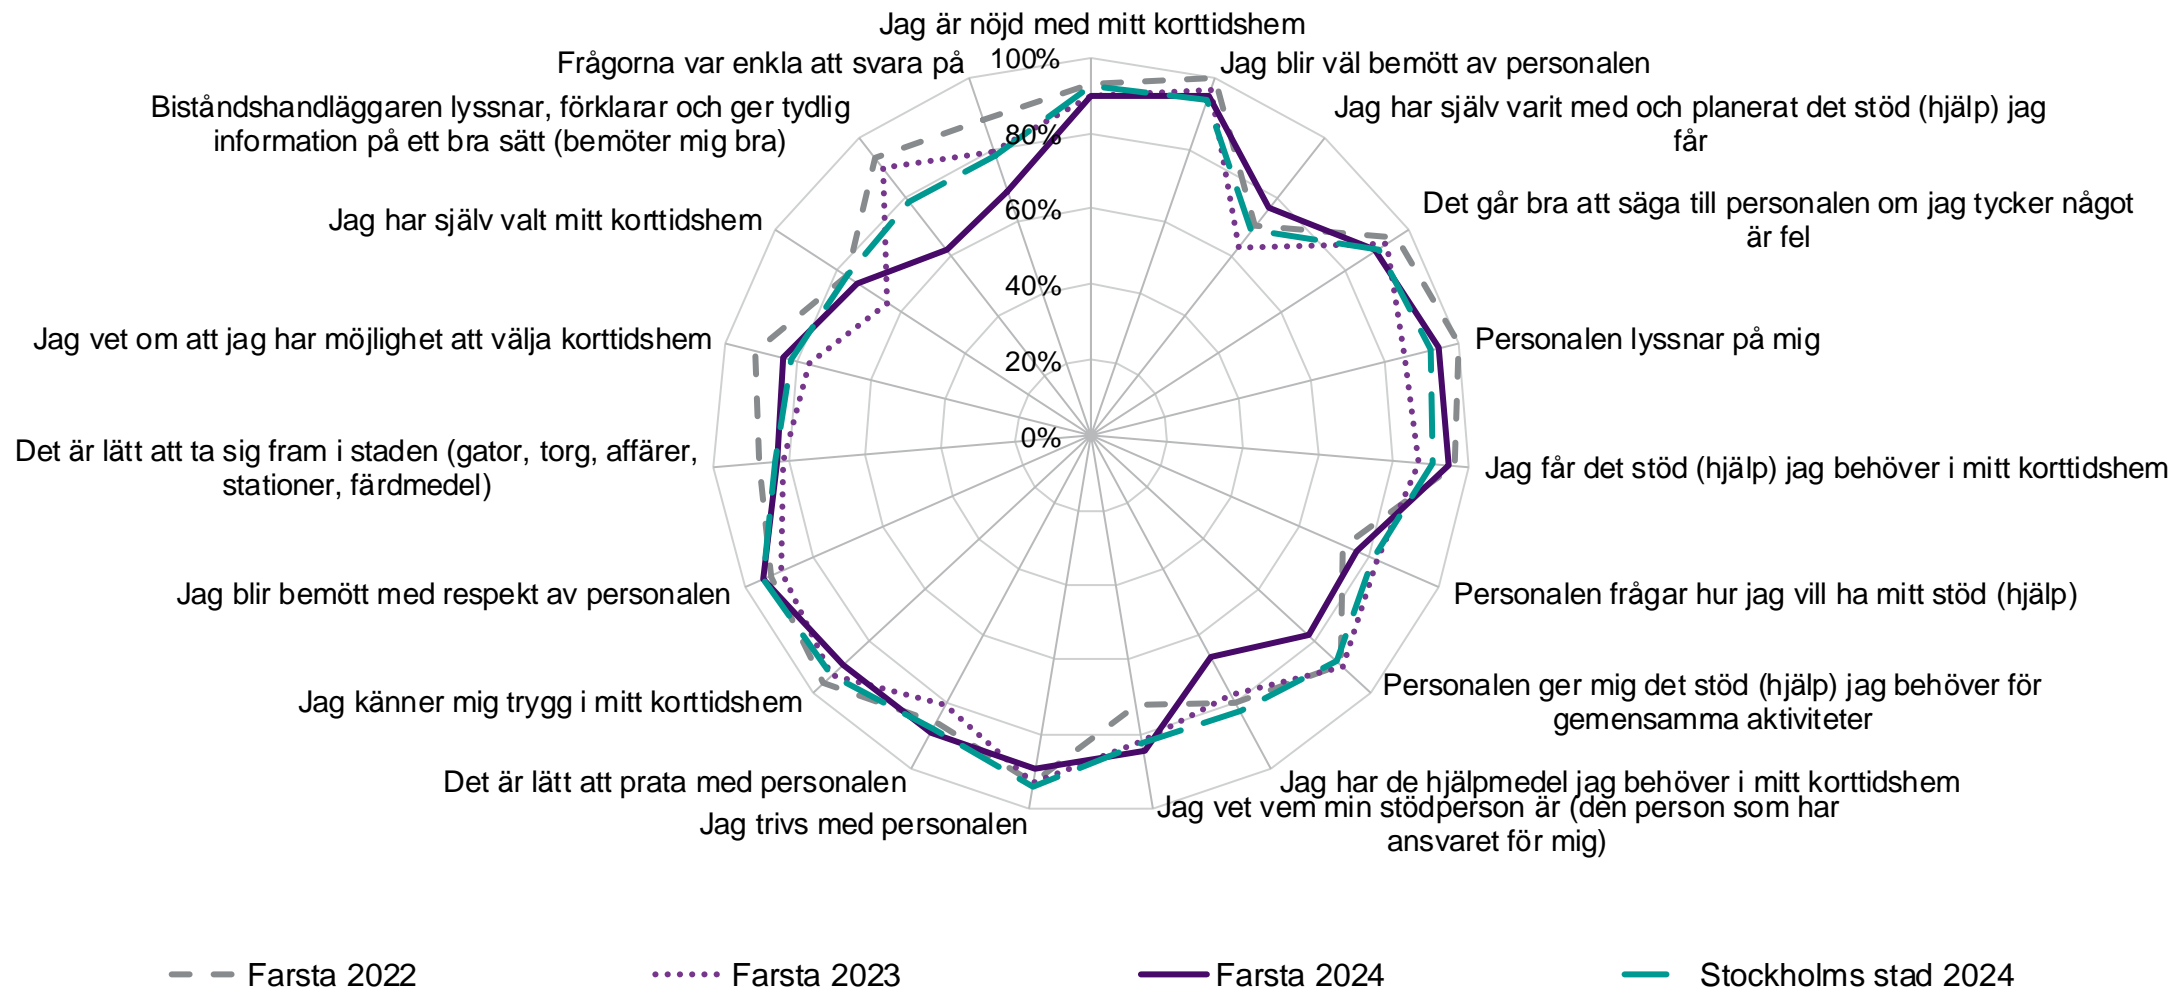 Jag är nöjd med mitt korttidshem
100%
80%
60%
40%
20%
0%
Jag blir väl bemött av personalen
Jag har själv varit med och planerat det stöd (hjälp) jag
får
Det går bra att säga till personalen om jag tycker något
är fel
Personalen lyssnar på mig
Jag får det stöd (hjälp) jag behöver i mitt korttidshem
Personalen frågar hur jag vill ha mitt stöd (hjälp)
Personalen ger mig det stöd (hjälp) jag behöver för
gemensamma aktiviteter
Jag har de hjälpmedel jag behöver i mitt korttidshem
Jag vet vem min stödperson är (den person som har
ansvaret för mig)
Jag trivs med personalen
Det är lätt att prata med personalen
Jag känner mig trygg i mitt korttidshem
Jag blir bemött med respekt av personalen
Det är lätt att ta sig fram i staden (gator, torg, affärer,
stationer, färdmedel)
Jag vet om att jag har möjlighet att välja korttidshem
Jag har själv valt mitt korttidshem
Biståndshandläggaren lyssnar, förklarar och ger tydlig
information på ett bra sätt (bemöter mig bra)
Frågorna var enkla att svara på
Farsta 2022
Farsta 2023
Farsta 2024
Stockholms stad 2024